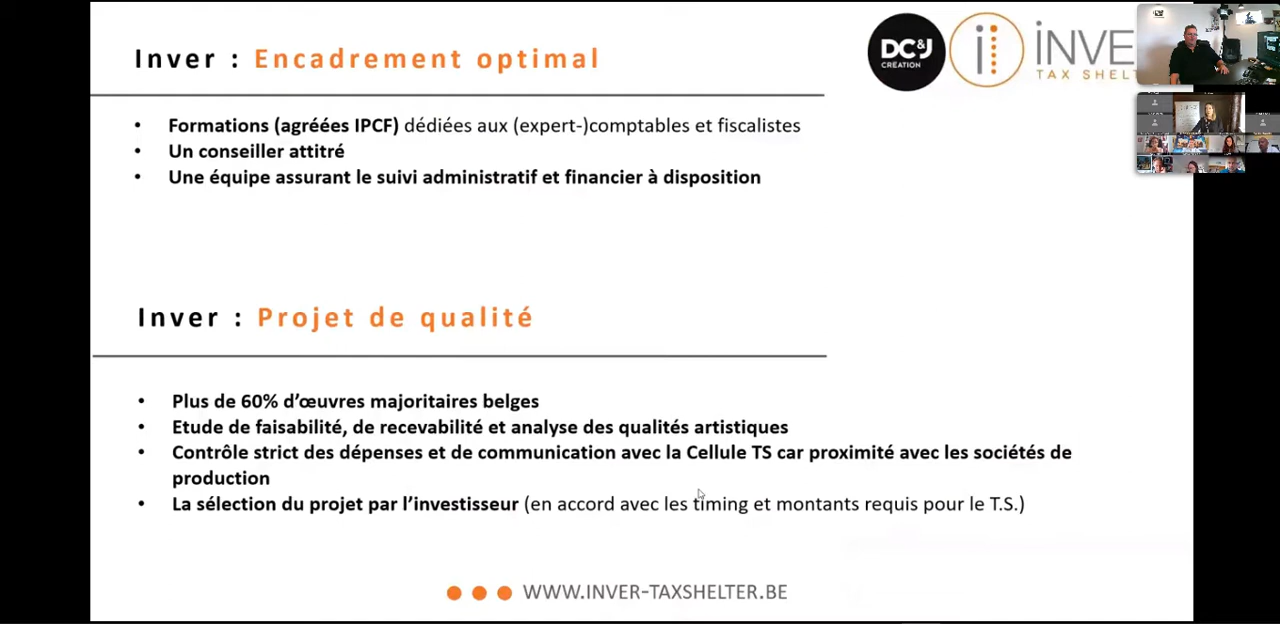 Inver : Encadrement optimal
DC&J
CRÉATION
INVE
TAX SHELT
• Formations (agréées IPCF) dédiées aux (expert-)comptables et fiscalistes
• Un conseiller attitré
• Une équipe assurant le suivi administratif et financier à disposition
Inver : Projet de qualité
• Plus de 60% d’œuvres majoritaires belges
• Etude de faisabilité, de recevabilité et analyse des qualités artistiques
• Contrôle strict des dépenses et de communication avec la Cellule TS car proximité avec les sociétés de
production
• La sélection du projet par l’investisseur (en accord avec les timing et montants requis pour le T.S.)
WWW.INVER-TAXSHELTER.BE